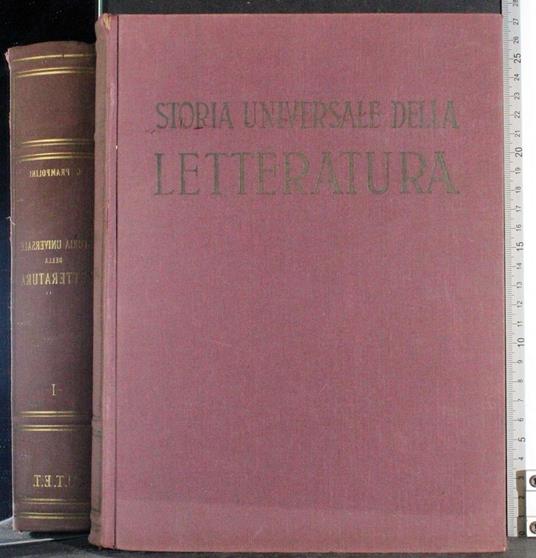 STORIA UNIVERSALE DELLA
LETTERATURA
G. PRAMPOLINI
STORIA UNIVERSALE
DELLA
LETTERATURA
I
U.T.E.T.